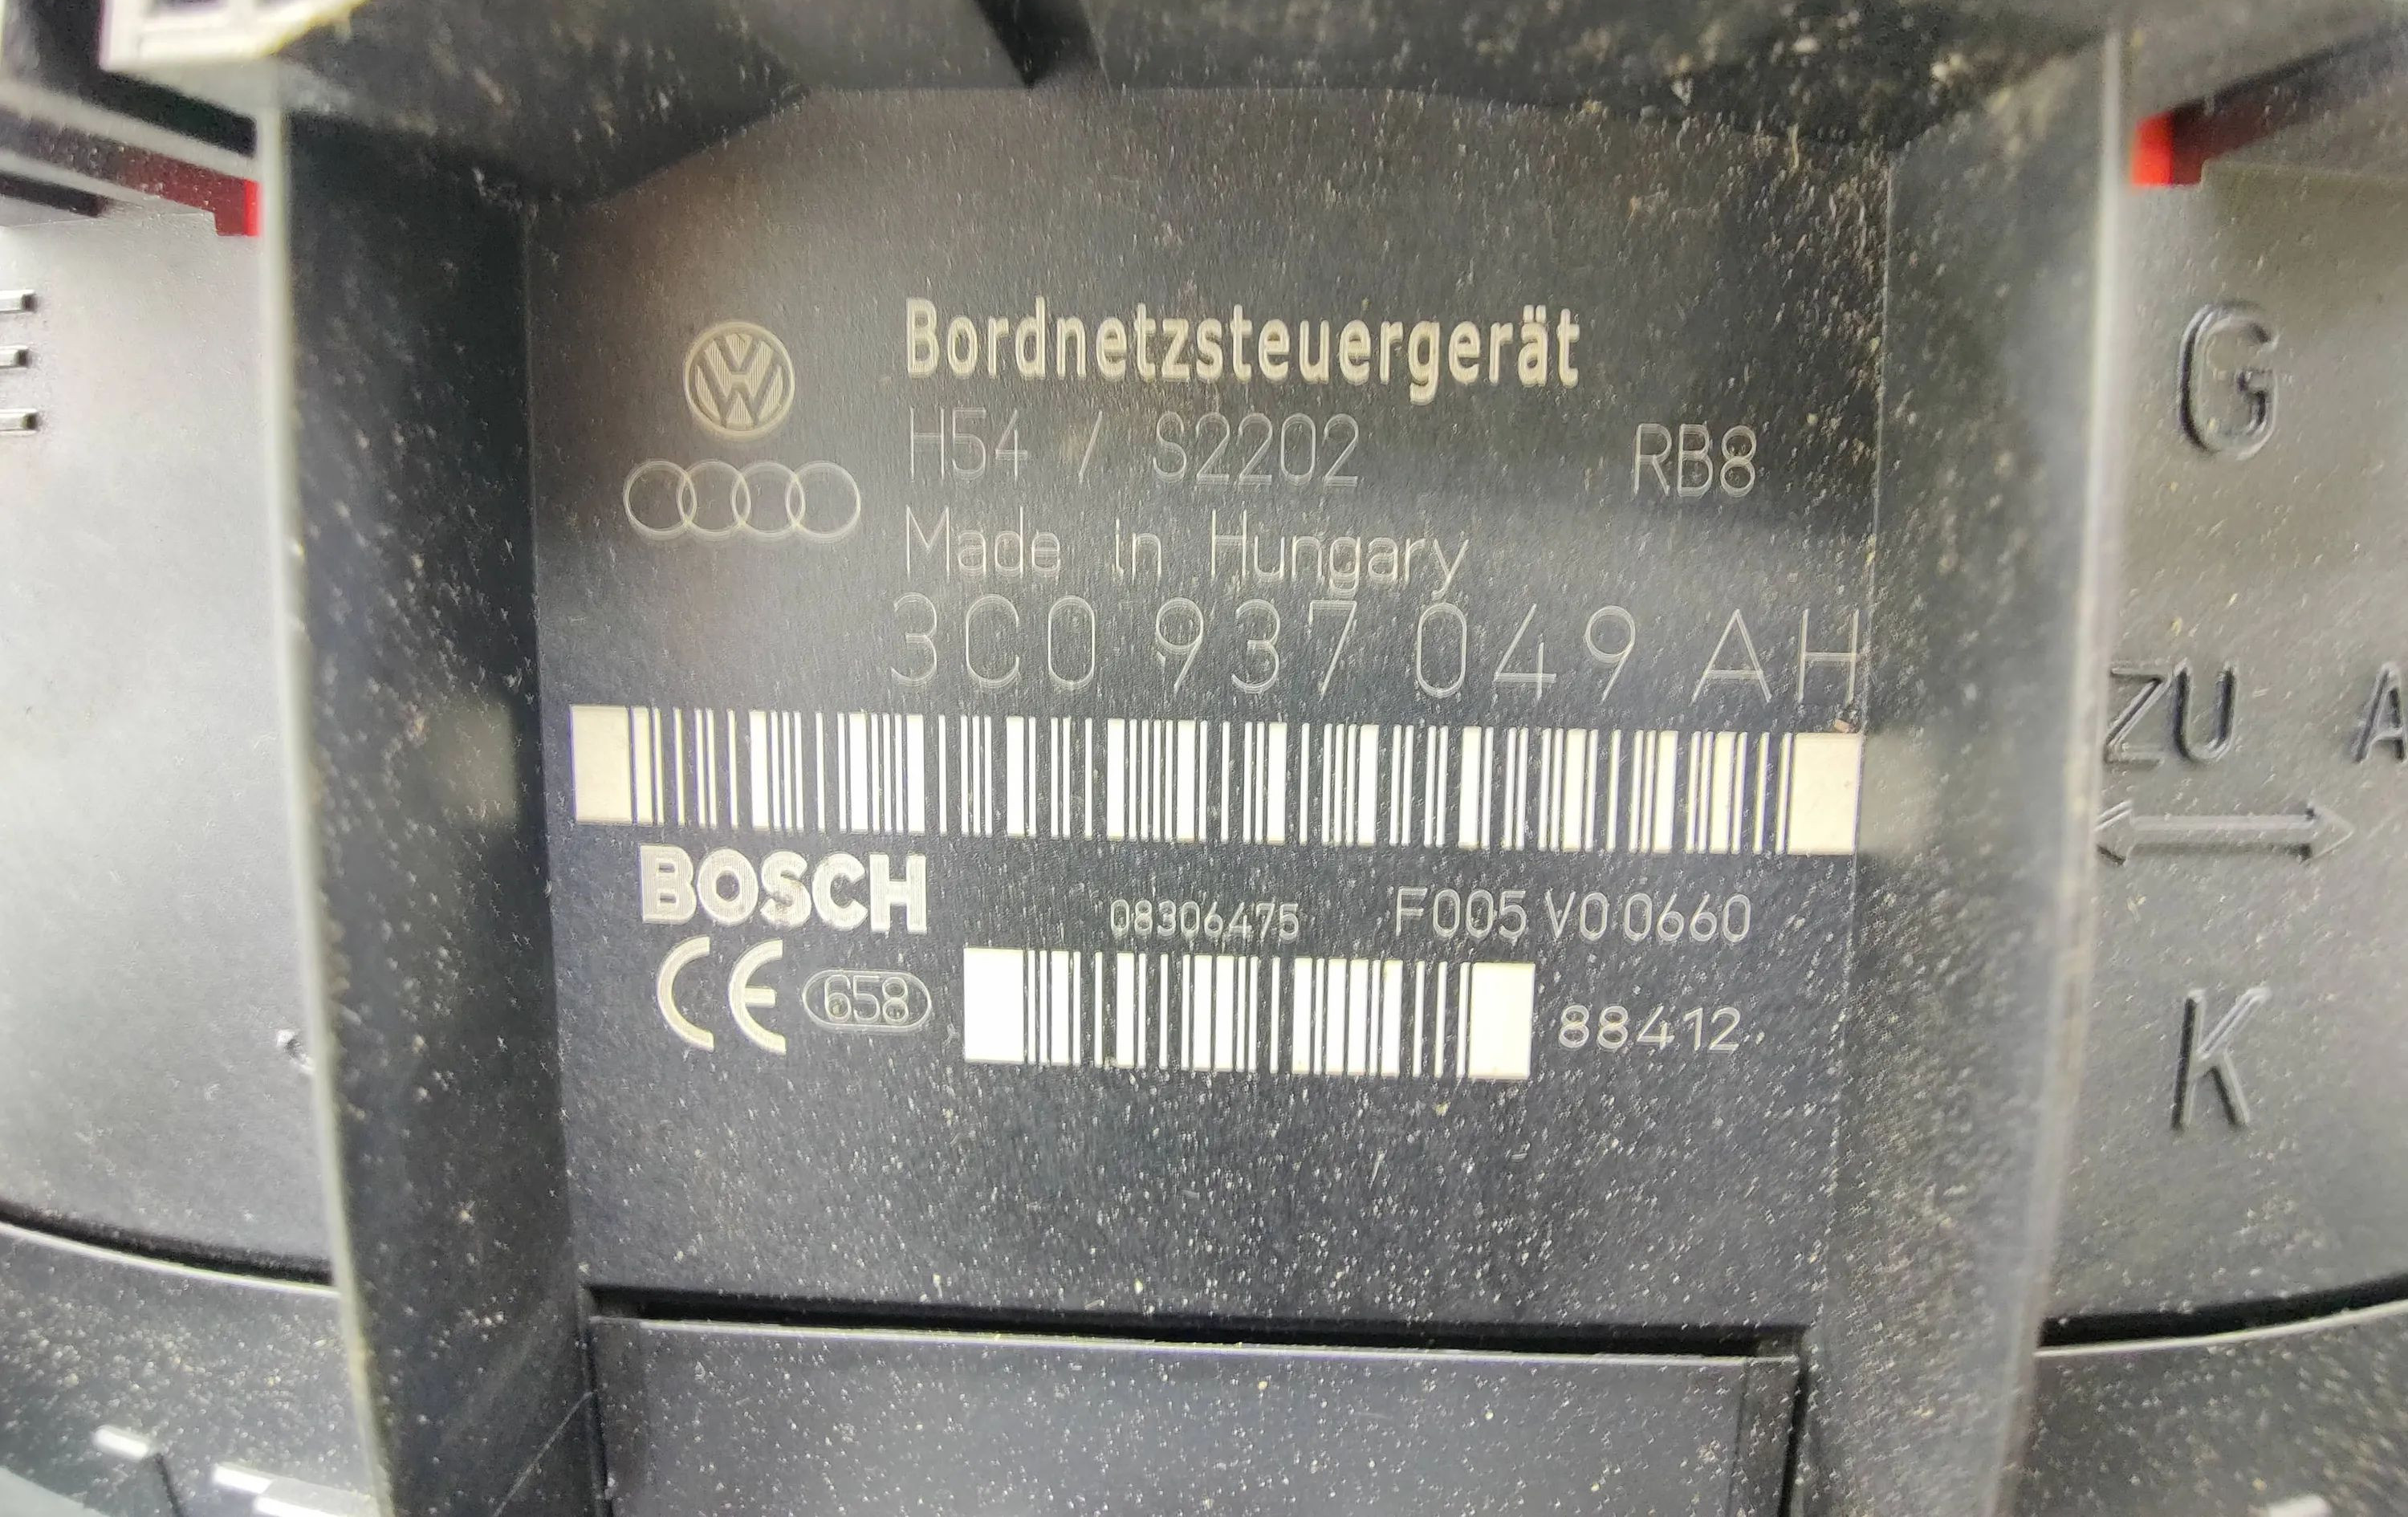 Bordnetzsteuergerät
H54 / S2202 RB8
Made in Hungary
3C0 937 049 AH
BOSCH 08306475 F005 V0 0660
CE 658 88412
G
ZU A
K